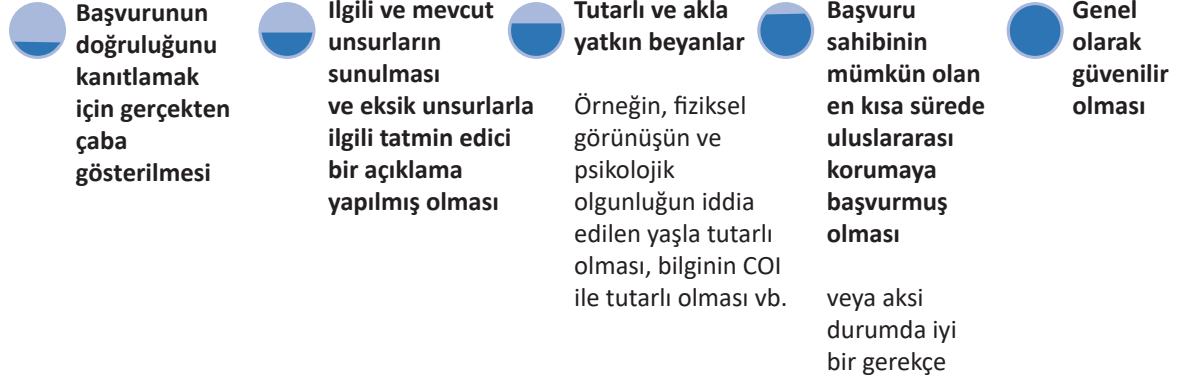 Başvurunun
doğruluğunu
kanıtlamak
için gerçekten
çaba
gösterilmesi
İlgili ve mevcut
unsurların
sunulması
ve eksik unsurlarla
ilgili tatmin edici
bir açıklama
yapılmış olması
Tutarlı ve akla
yatkın beyanlar
Örneğin, fiziksel
görünüşün ve
psikolojik
olgunluğun iddia
edilen yaşla tutarlı
olması, bilginin COI
ile tutarlı olması vb.
Başvuru
sahibinin
mümkün olan
en kısa sürede
uluslararası
korumaya
başvurmuş
olması
veya aksi
durumda iyi
bir gerekçe
Genel
olarak
güvenilir
olması